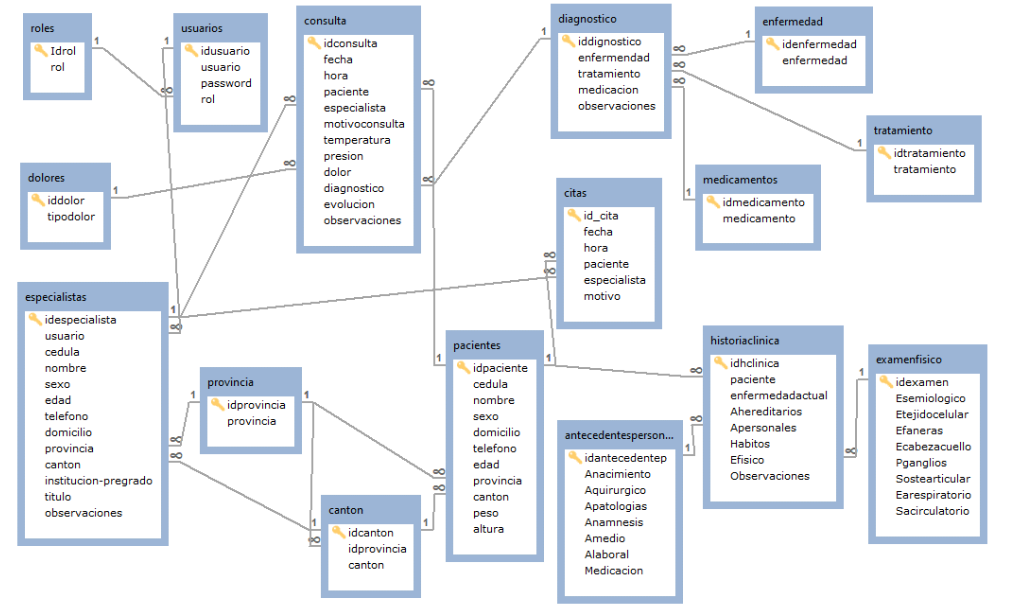 roles
Idrol
rol
usuarios
idusuario
usuario
password
rol
consulta
idconsulta
fecha
hora
paciente
especialista
motivoconsulta
temperatura
presion
dolor
diagnostico
evolucion
observaciones
diagnostico
iddignostico
enfermendad
tratamiento
medicacion
observaciones
enfermedad
idenfermedad
enfermedad
tratamiento
idtratamiento
tratamiento
dolores
iddolor
tipodolor
medicamentos
idmedicamento
medicamento
citas
id_cita
fecha
hora
paciente
especialista
motivo
especialistas
idespecialista
usuario
cedula
nombre
sexo
edad
telefono
domicilio
provincia
canton
institucion-pregrado
titulo
observaciones
provincia
idprovincia
provincia
canton
idcanton
idprovincia
canton
pacientes
idpaciente
cedula
nombre
sexo
domicilio
telefono
edad
provincia
canton
peso
altura
antecedentesperson...
idantecedentep
Anacimiento
Aquirurgico
Apatologias
Anamnesis
Amedio
Alaboral
Medicacion
historiaclinica
idhclinica
paciente
enfermedadactual
Ahereditarios
Apersonales
Habitos
Efisico
Observaciones
examenfisico
idexamen
Esemiologico
Etejidocelular
Efaneras
Ecabezacuello
Pganglios
Sostearticular
Earespiratorio
Sacirculatorio
1
∞
1
∞
1
∞
1
∞
1
∞
1
∞
1
∞
1
∞
1
∞
1
∞
1
∞
1
∞
1
∞
1
∞
1
∞
1
∞